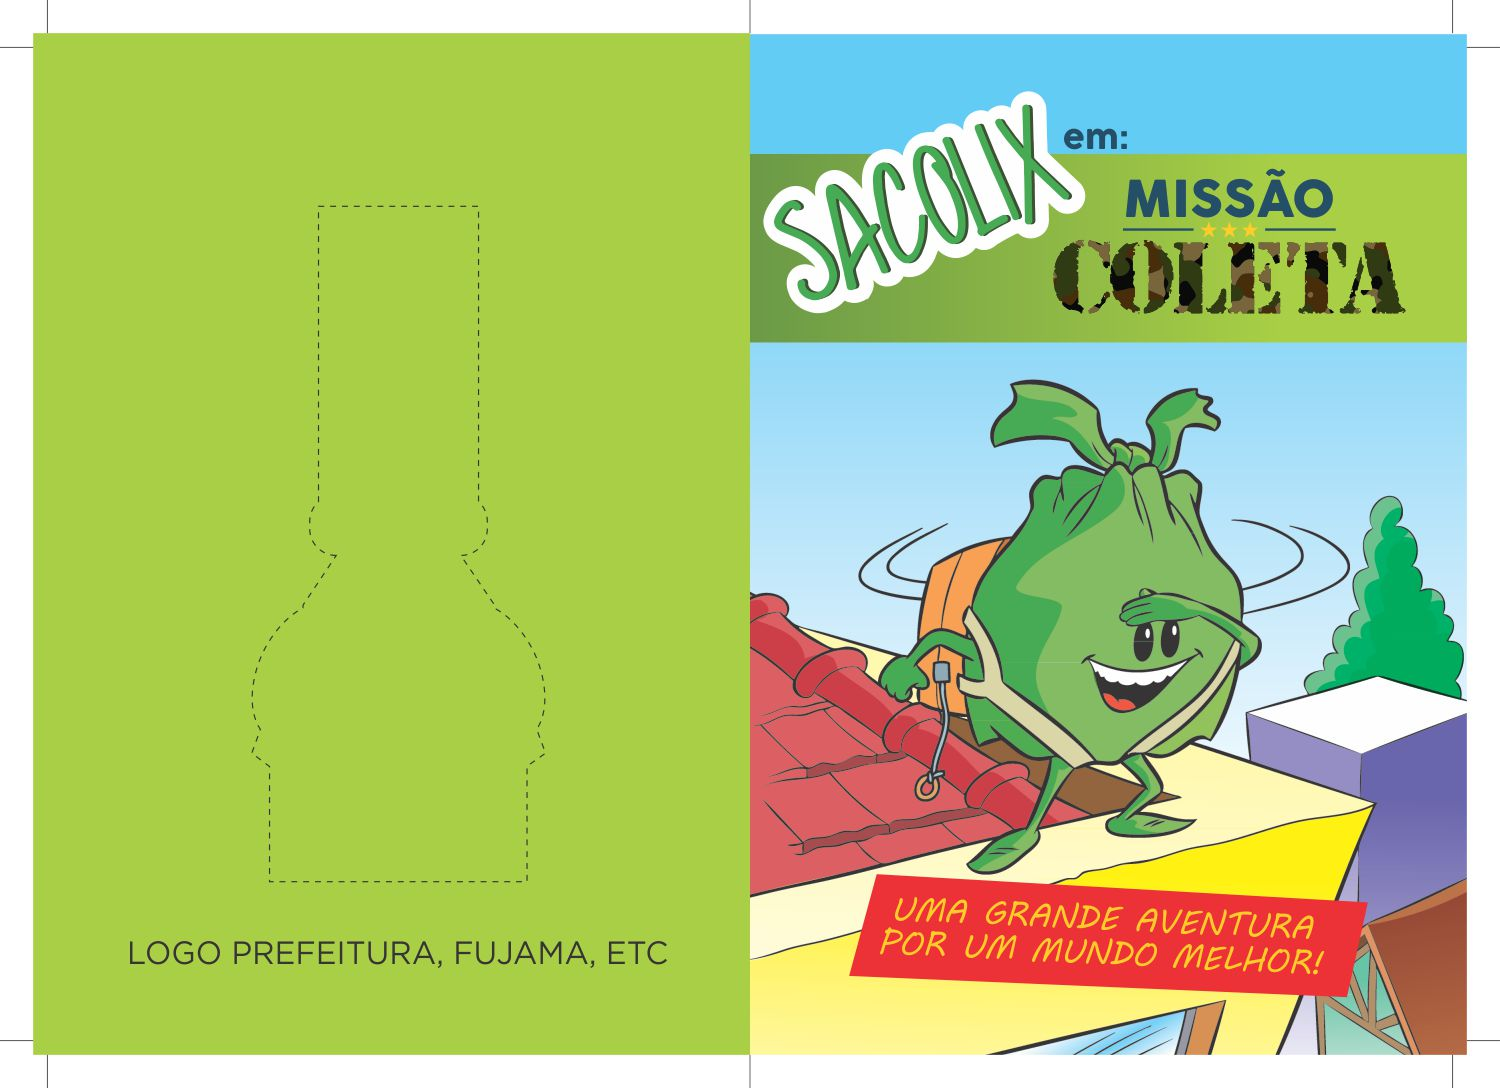 LOGO PREFEITURA, FUJAMA, ETC
SACOLIX em:
MISSÃO
COLETA
UMA GRANDE AVENTURA
POR UM MUNDO MELHOR!